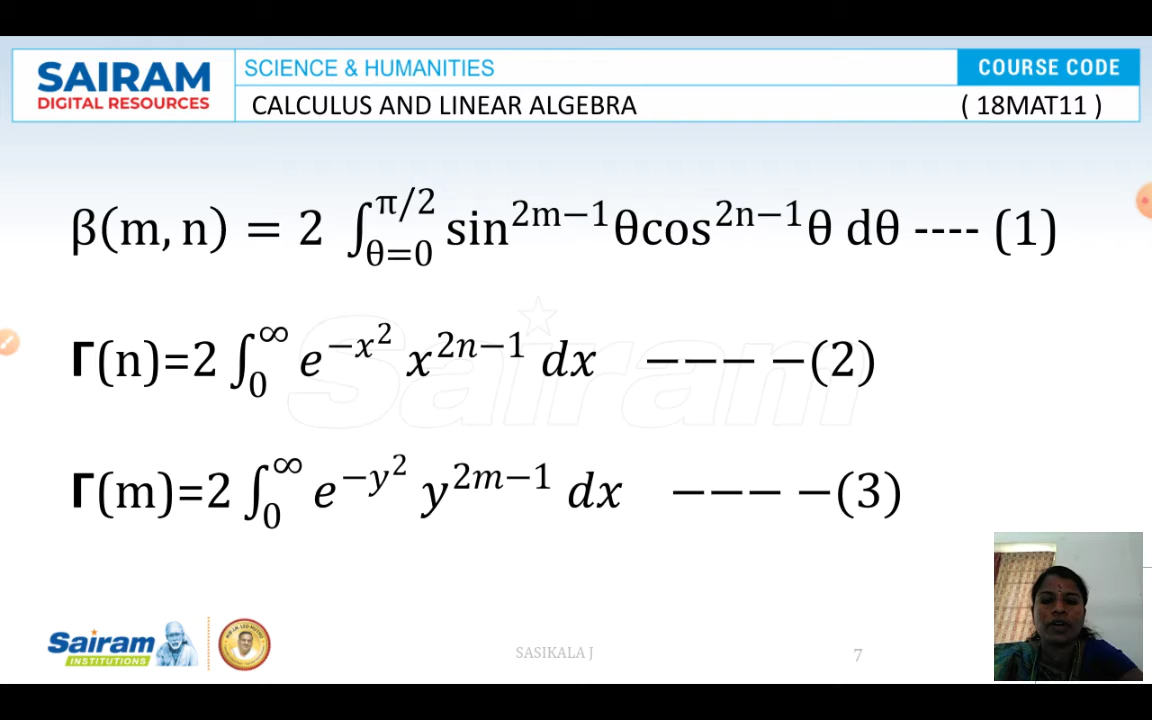 SAIRAM
DIGITAL RESOURCES
SCIENCE & HUMANITIES
COURSE CODE
CALCULUS AND LINEAR ALGEBRA
( 18MAT11 )
β(m, n) = 2 ∫_{θ=0}^{π/2} sin^{2m−1}θcos^{2n−1}θ dθ ---- (1)
Γ(n)=2 ∫_0^∞ e^{−x^2} x^{2n−1} dx −−− −(2)
Γ(m)=2 ∫_0^∞ e^{−y^2} y^{2m−1} dx −−− −(3)
Sairam
Sairam
INSTITUTIONS
SASIKALA J
7